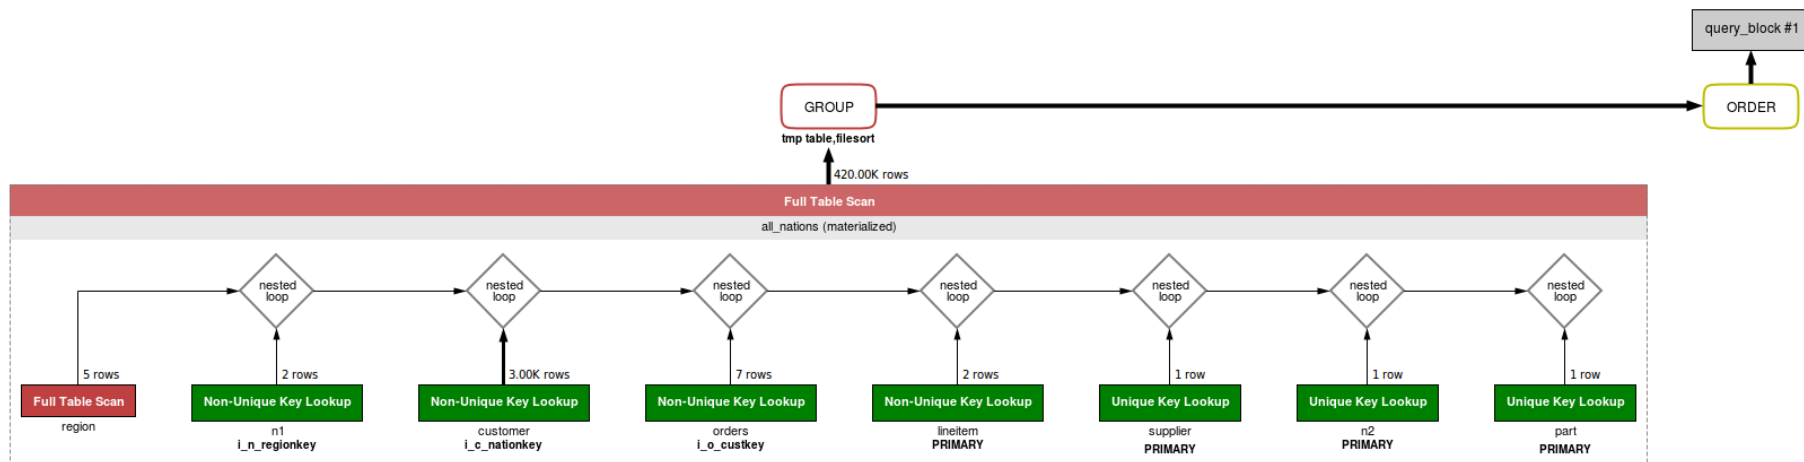 query_block #1
GROUP
ORDER
tmp table,filesort
420.00K rows
Full Table Scan
all_nations (materialized)
nested
loop
nested
loop
nested
loop
nested
loop
nested
loop
nested
loop
nested
loop
5 rows
2 rows
3.00K rows
7 rows
2 rows
1 row
1 row
1 row
Full Table Scan
Non-Unique Key Lookup
Non-Unique Key Lookup
Non-Unique Key Lookup
Non-Unique Key Lookup
Unique Key Lookup
Unique Key Lookup
Unique Key Lookup
region
n1
i_n_regionkey
customer
i_c_nationkey
orders
i_o_custkey
lineitem
PRIMARY
supplier
PRIMARY
n2
PRIMARY
part
PRIMARY